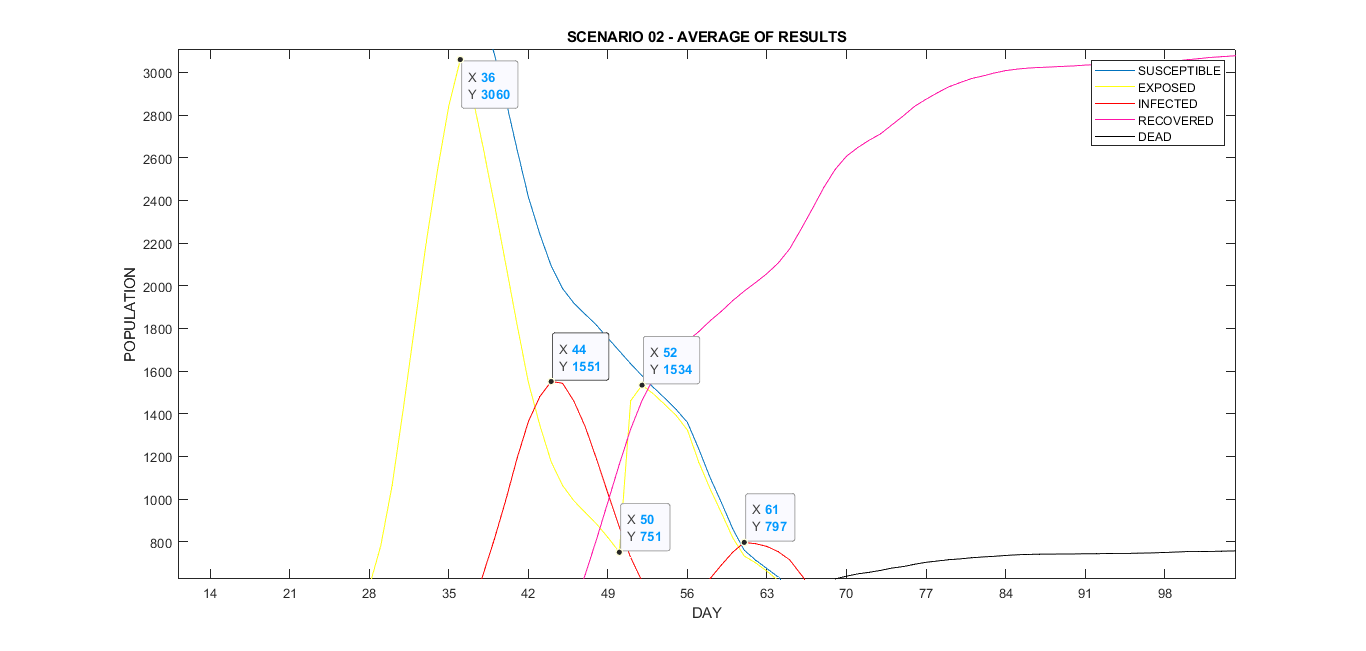 SCENARIO 02 - AVERAGE OF RESULTS
3000
2800
2600
2400
2200
2000
1800
1600
1400
1200
1000
800
POPULATION
X 36
Y 3060
X 44
Y 1551
X 52
Y 1534
X 50
Y 751
X 61
Y 797
SUSCEPTIBLE
EXPOSED
INFECTED
RECOVERED
DEAD
14 21 28 35 42 49 56 63 70 77 84 91 98
DAY